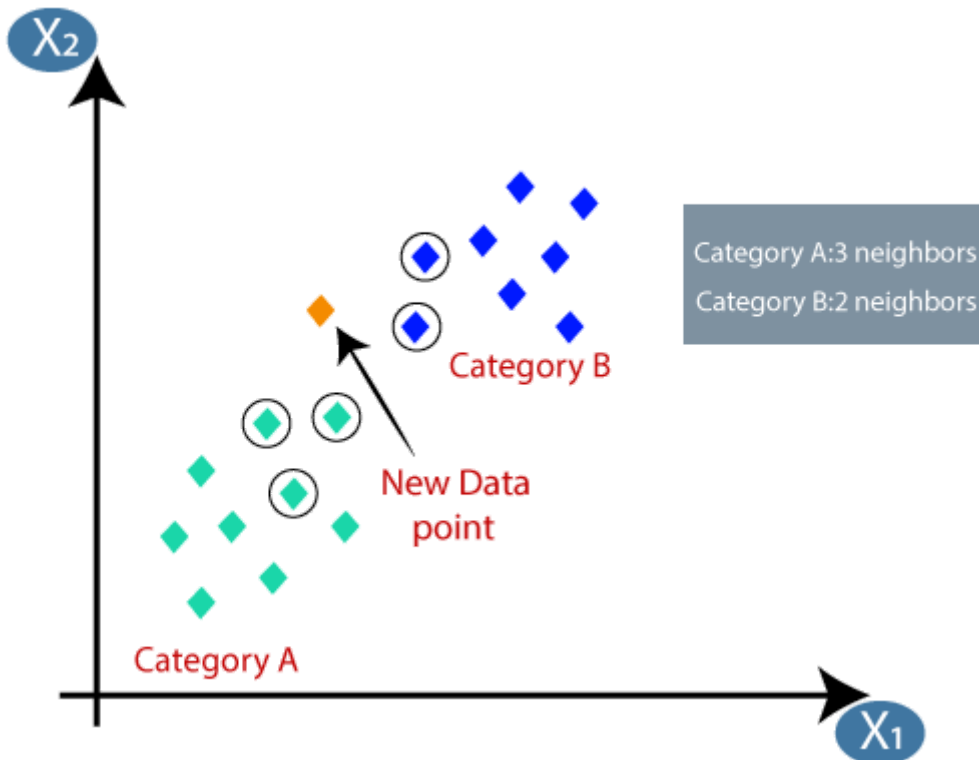 X2
Category A:3 neighbors
Category B:2 neighbors
Category B
New Data
point
Category A
X1